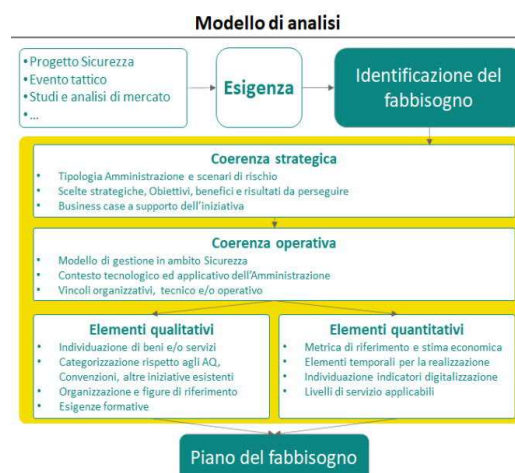 Modello di analisi
• Progetto Sicurezza
• Evento tattico
• Studi e analisi di mercato
• ...
Esigenza
Identificazione del
fabbisogno
Coerenza strategica
• Tipologia Amministrazione e scenari di rischio
• Scelte strategiche, Obiettivi, benefici e risultati da perseguire
• Business case a supporto dell'iniziativa
Coerenza operativa
• Modello di gestione in ambito Sicurezza
• Contesto tecnologico ed applicativo dell'Amministrazione
• Vincoli organizzativi, tecnico e/o operativo
Elementi qualitativi
• Individuazione di beni e/o servizi
• Categorizzazione rispetto agli AQ,
Convenzioni, altre iniziative esistenti
• Organizzazione e figure di riferimento
• Esigenze formative
Elementi quantitativi
• Metrica di riferimento e stima economica
• Elementi temporali per la realizzazione
• Individuazione indicatori digitalizzazione
• Livelli di servizio applicabili
Piano del fabbisogno